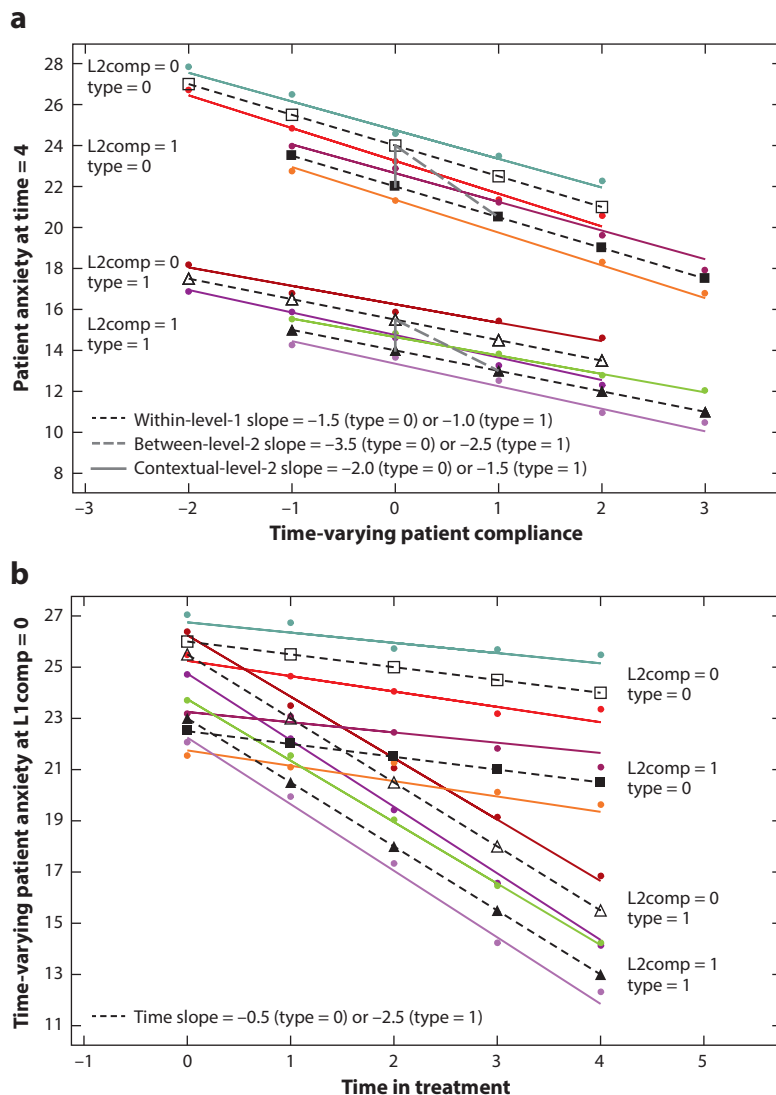 a
28
26
24
22
20
18
16
14
12
10
8
Patient anxiety at time = 4
L2comp = 0
type = 0
L2comp = 1
type = 0
L2comp = 0
type = 1
L2comp = 1
type = 1
Within-level-1 slope = –1.5 (type = 0) or –1.0 (type = 1)
Between-level-2 slope = –3.5 (type = 0) or –2.5 (type = 1)
Contextual-level-2 slope = –2.0 (type = 0) or –1.5 (type = 1)
–3 –2 –1 0 1 2 3
Time-varying patient compliance
b
27
25
23
21
19
17
15
13
11
Time-varying patient anxiety at L1comp = 0
L2comp = 0
type = 0
L2comp = 1
type = 0
L2comp = 0
type = 1
L2comp = 1
type = 1
Time slope = –0.5 (type = 0) or –2.5 (type = 1)
–1 0 1 2 3 4 5
Time in treatment